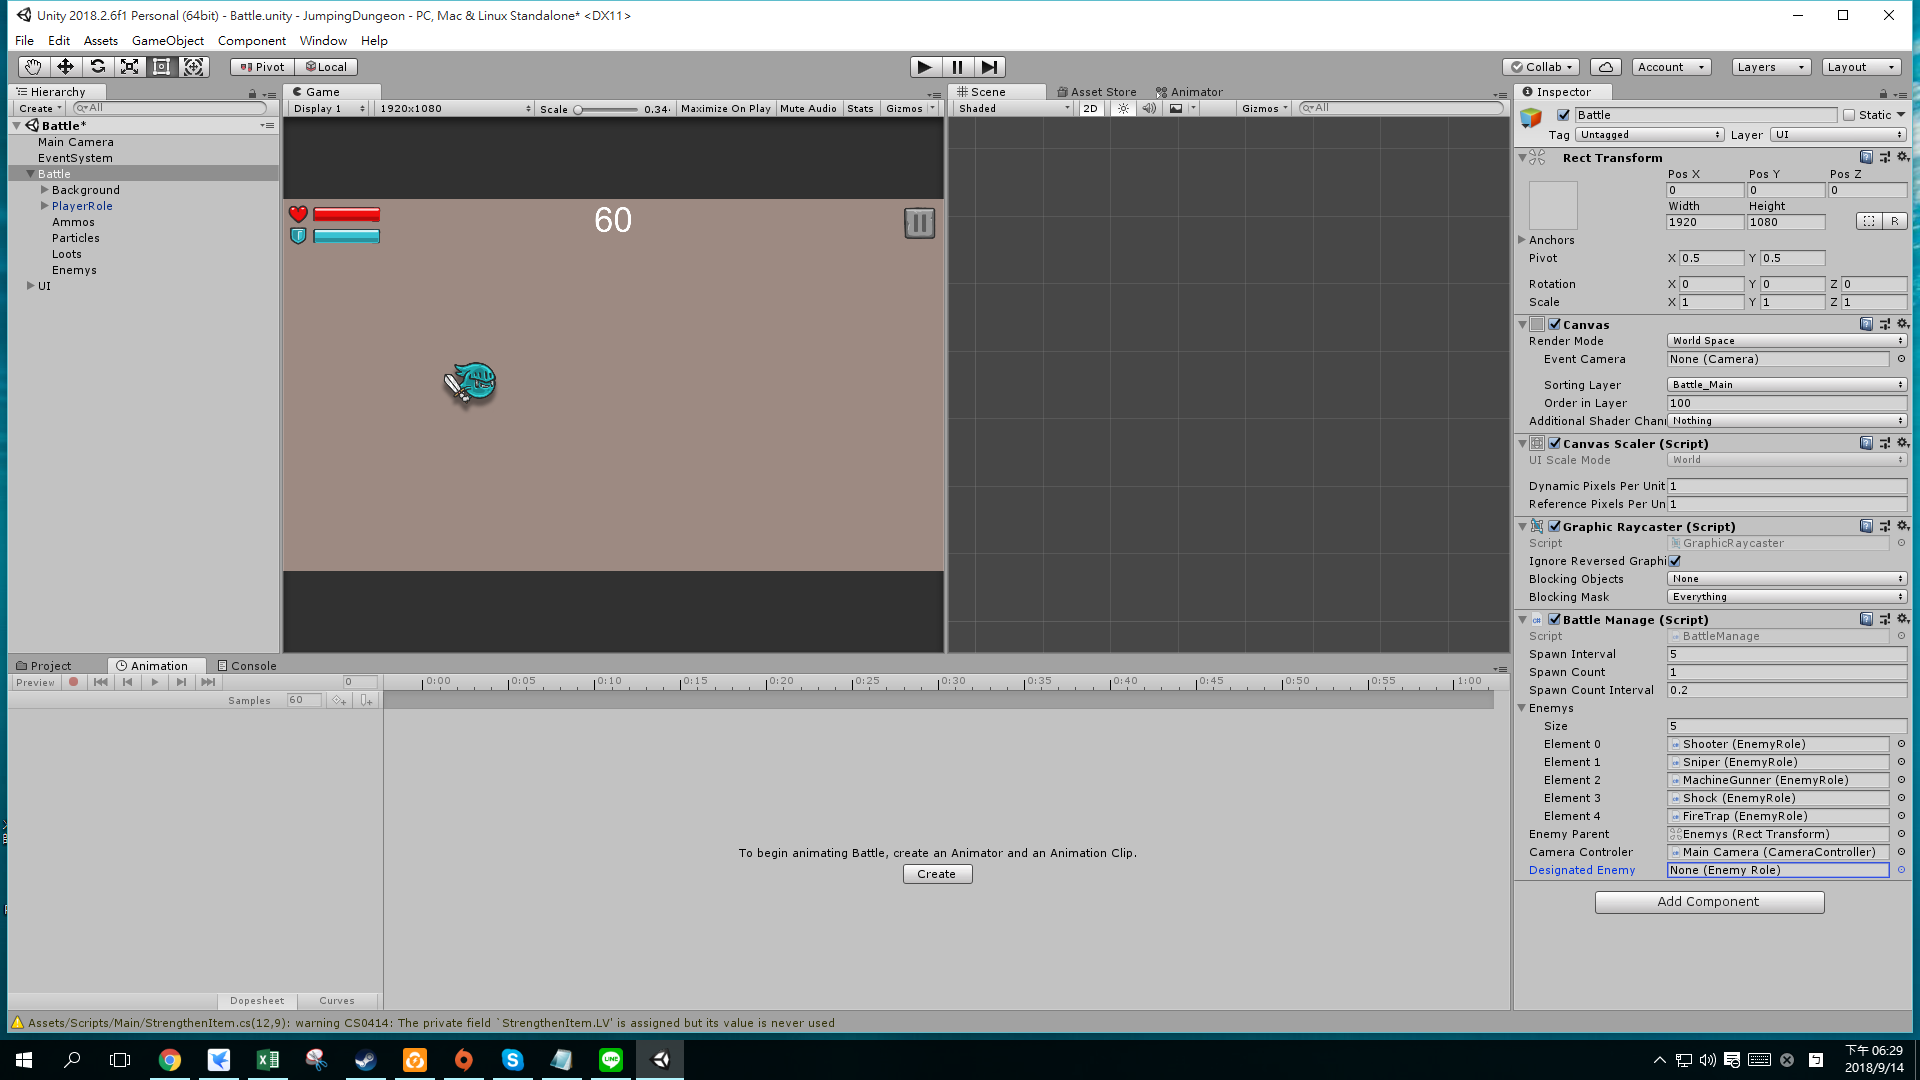 Unity 2018.2.6f1 Personal (64bit) - Battle.unity - JumpingDungeon - PC, Mac & Linux Standalone* <DX11>
File Edit Assets GameObject Component Window Help
Pivot Local Collab Account Layers Layout
Hierarchy
Create All
Battle*
Main Camera
EventSystem
Battle
Background
PlayerRole
Ammos
Particles
Loots
Enemys
UI
Game
Display 1 1920x1080 Scale 0.34 Maximize On Play Mute Audio Stats Gizmos
60
Scene Asset Store Animator
Shaded 2D Gizmos All
Inspector
Battle Static
Tag Untagged Layer UI
Rect Transform
Pos X Pos Y Pos Z
0 0 0
Width Height
1920 1080 R
Anchors
Pivot X 0.5 Y 0.5
Rotation X 0 Y 0 Z 0
Scale X 1 Y 1 Z 1
Canvas
Render Mode World Space
Event Camera None (Camera)
Sorting Layer Battle_Main
Order in Layer 100
Additional Shader Chan Nothing
Canvas Scaler (Script)
UI Scale Mode World
Dynamic Pixels Per Unit 1
Reference Pixels Per Un 1
Graphic Raycaster (Script)
Script GraphicRaycaster
Ignore Reversed Graphi
Blocking Objects None
Blocking Mask Everything
Battle Manage (Script)
Script BattleManage
Spawn Interval 5
Spawn Count 1
Spawn Count Interval 0.2
Enemys
Size 5
Element 0 Shooter (EnemyRole)
Element 1 Sniper (EnemyRole)
Element 2 MachineGunner (EnemyRole)
Element 3 Shock (EnemyRole)
Element 4 FireTrap (EnemyRole)
Enemy Parent Enemys (Rect Transform)
Camera Controler Main Camera (CameraController)
Designated Enemy None (Enemy Role)
Add Component
Project Animation Console
Preview 0 0:00 0:05 0:10 0:15 0:20 0:25 0:30 0:35 0:40 0:45 0:50 0:55 1:00
Samples 60
To begin animating Battle, create an Animator and an Animation Clip.
Create
Dopesheet Curves
Assets/Scripts/Main/StrengthenItem.cs(12,9): warning CS0414: The private field `StrengthenItem.LV' is assigned but its value is never used
下午 06:29
2018/9/14